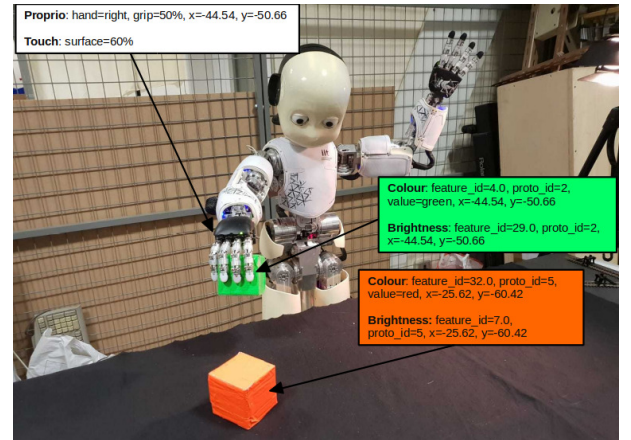 Proprio: hand=right, grip=50%, x=-44.54, y=-50.66
Touch: surface=60%
Colour: feature_id=4.0, proto_id=2,
value=green, x=-44.54, y=-50.66
Brightness: feature_id=29.0, proto_id=2,
x=-44.54, y=-50.66
Colour: feature_id=32.0, proto_id=5,
value=red, x=-25.62, y=-60.42
Brightness: feature_id=7.0,
proto_id=5, x=-25.62, y=-60.42